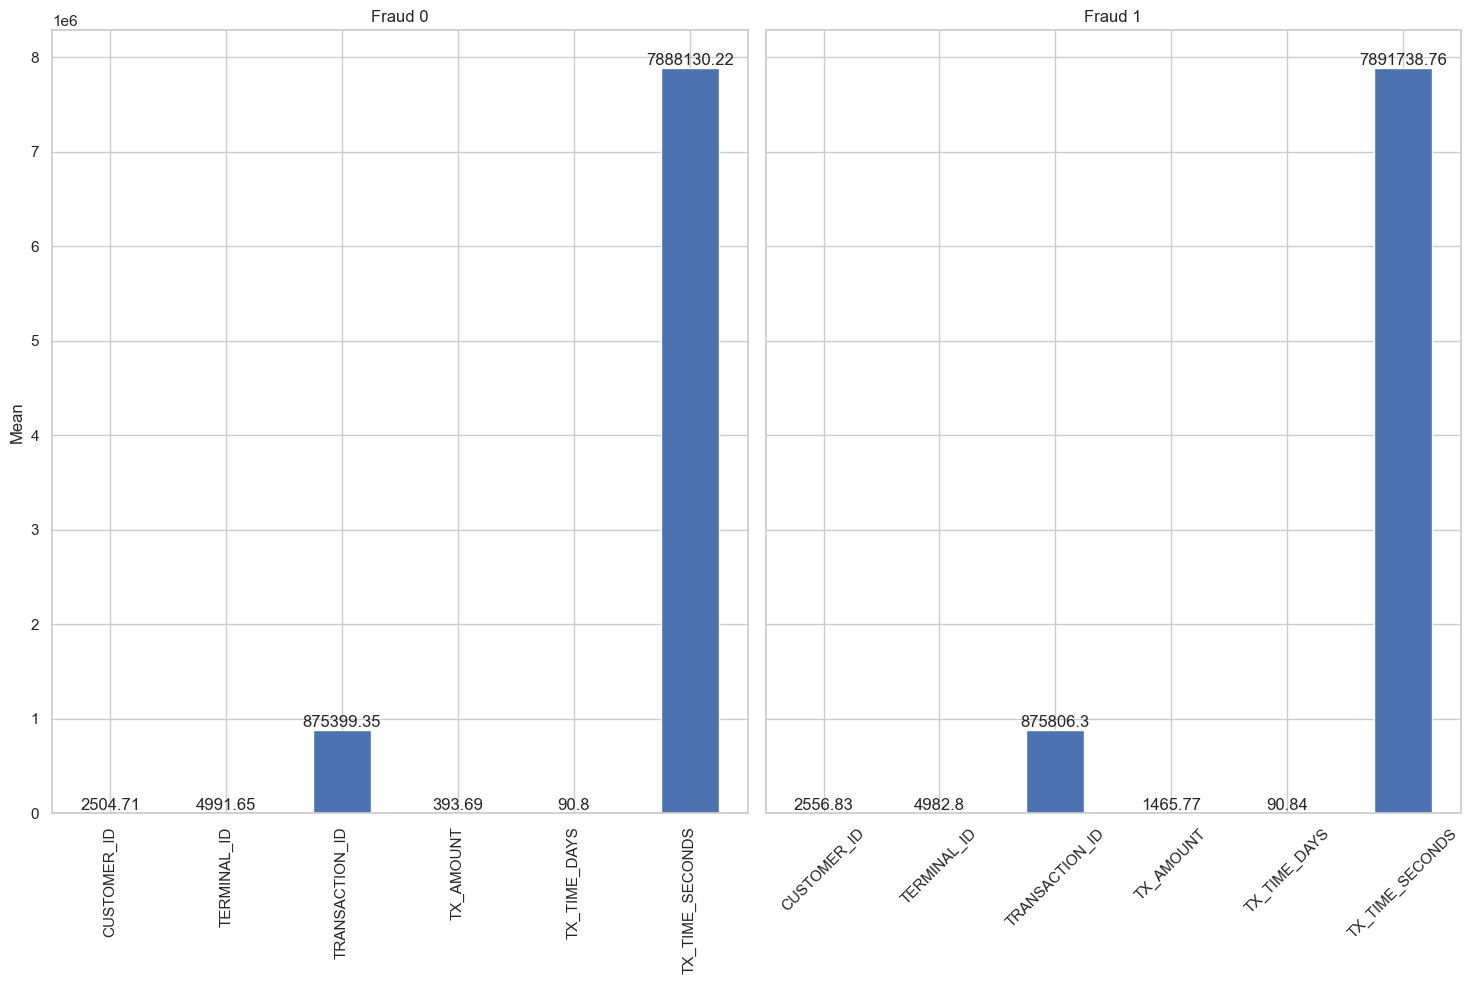 1e6
Fraud 0
Fraud 1
8
7
6
5
4
3
2
1
0
Mean
7888130.22
875399.35
2504.71
4991.65
393.69
90.8
7891738.76
875806.3
2556.83
4982.8
1465.77
90.84
CUSTOMER_ID
TERMINAL_ID
TRANSACTION_ID
TX_AMOUNT
TX_TIME_DAYS
TX_TIME_SECONDS
CUSTOMER_ID
TERMINAL_ID
TRANSACTION_ID
TX_AMOUNT
TX_TIME_DAYS
TX_TIME_SECONDS